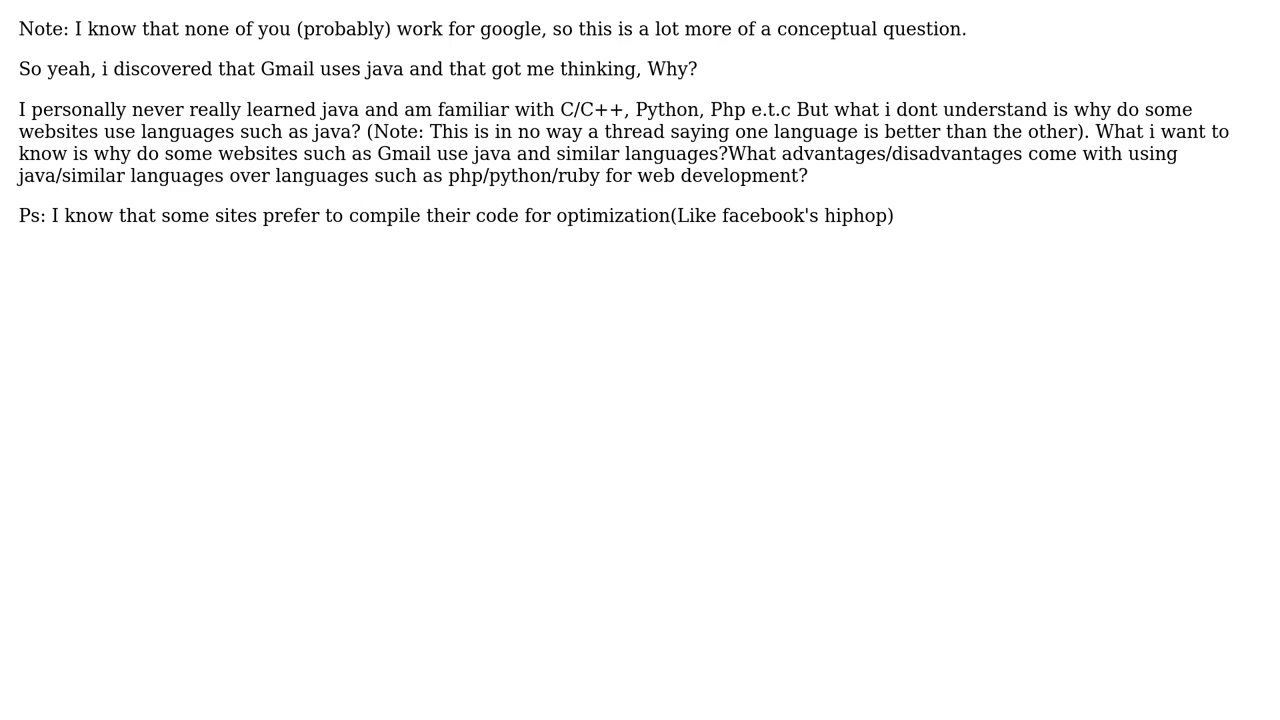 Note: I know that none of you (probably) work for google, so this is a lot more of a conceptual question.
So yeah, i discovered that Gmail uses java and that got me thinking, Why?
I personally never really learned java and am familiar with C/C++, Python, Php e.t.c But what i dont understand is why do some
websites use languages such as java? (Note: This is in no way a thread saying one language is better than the other). What i want to
know is why do some websites such as Gmail use java and similar languages?What advantages/disadvantages come with using
java/similar languages over languages such as php/python/ruby for web development?
Ps: I know that some sites prefer to compile their code for optimization(Like facebook's hiphop)